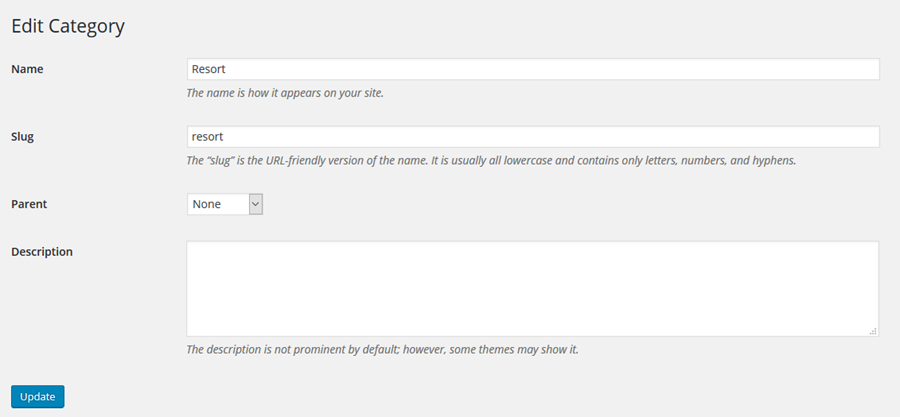 Edit Category
Name
Resort
The name is how it appears on your site.
Slug
resort
The “slug” is the URL-friendly version of the name. It is usually all lowercase and contains only letters, numbers, and hyphens.
Parent
None
Description
The description is not prominent by default; however, some themes may show it.
Update